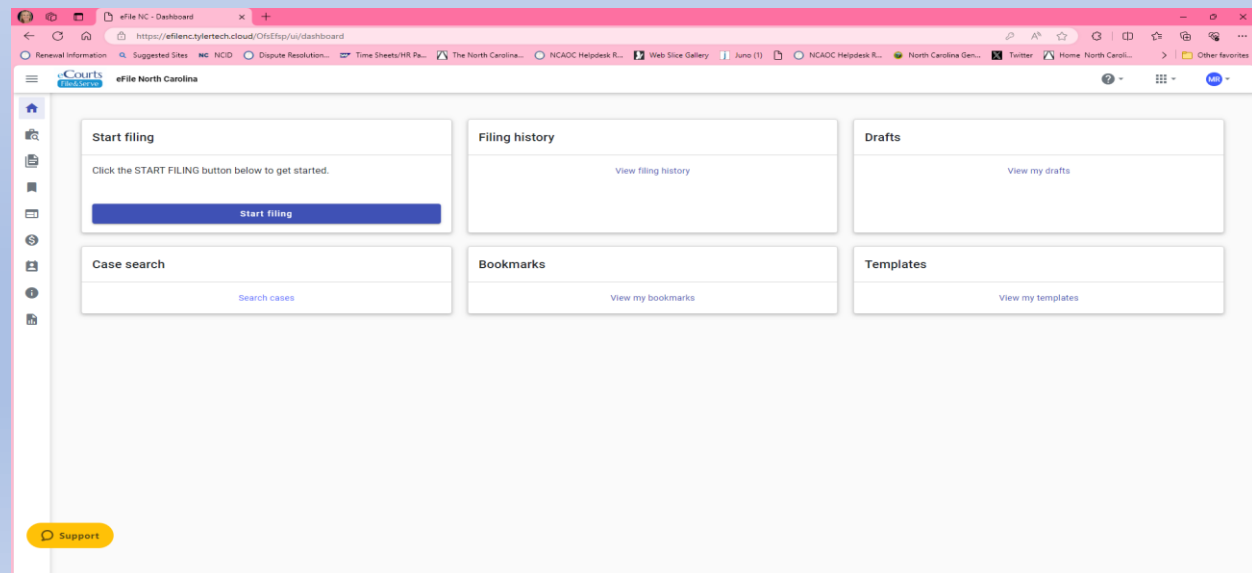 eFile NC - Dashboard
https://efilenc.tylertech.cloud/OfsEfsp/ui/dashboard
Renewal Information Suggested Sites NC NCID Dispute Resolution... Time Sheets/HR Pa... The North Carolina... NCAOC Helpdesk R... Web Slice Gallery Juno (1) NCAOC Helpdesk R... North Carolina Gen... X Twitter Home North Caroli... Other favorites
eCourts
File&Serve
eFile North Carolina
MR
Start filing
Click the START FILING button below to get started.
Start filing
Filing history
View filing history
Drafts
View my drafts
Case search
Search cases
Bookmarks
View my bookmarks
Templates
View my templates
Support